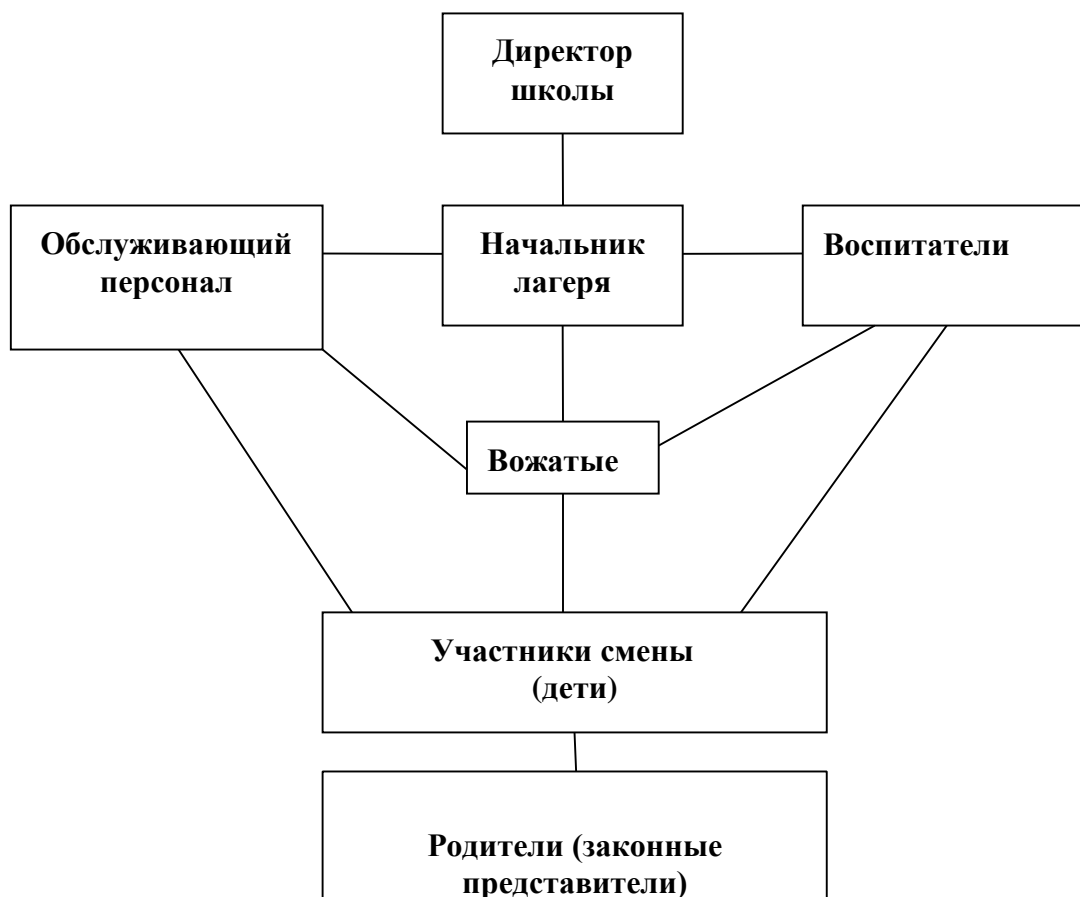 Директор
школы
Обслуживающий
персонал
Начальник
лагеря
Воспитатели
Вожатые
Участники смены
(дети)
Родители (законные
представители)